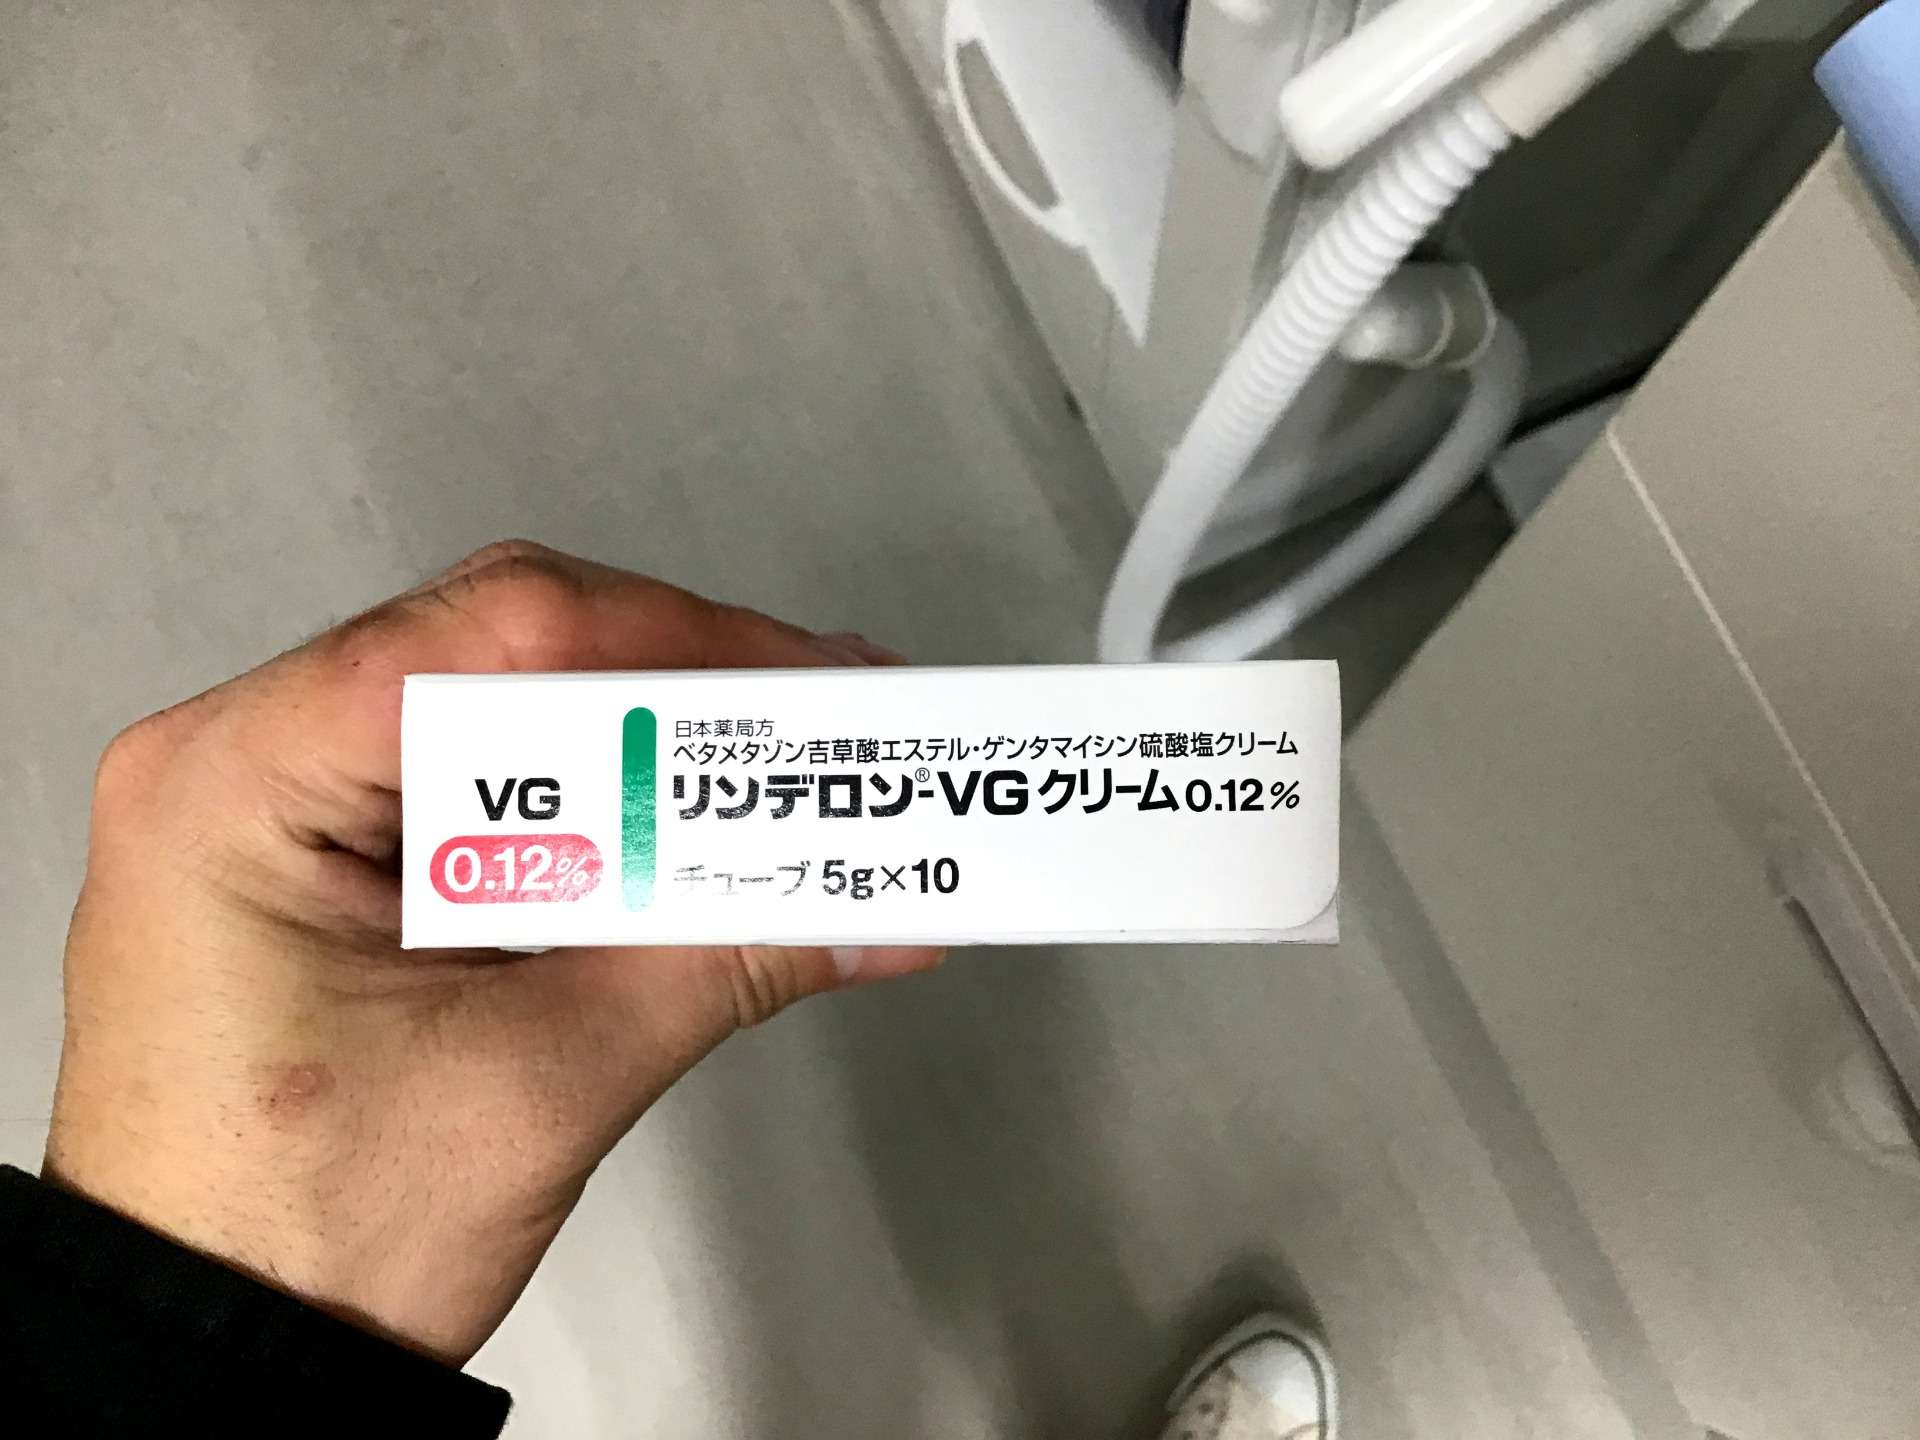 VG
0.12%
日本薬局方
ベタメタゾン吉草酸エステル・ゲンタマイシン硫酸塩クリーム
リンデロン®-VGクリーム0.12%
チューブ 5g×10